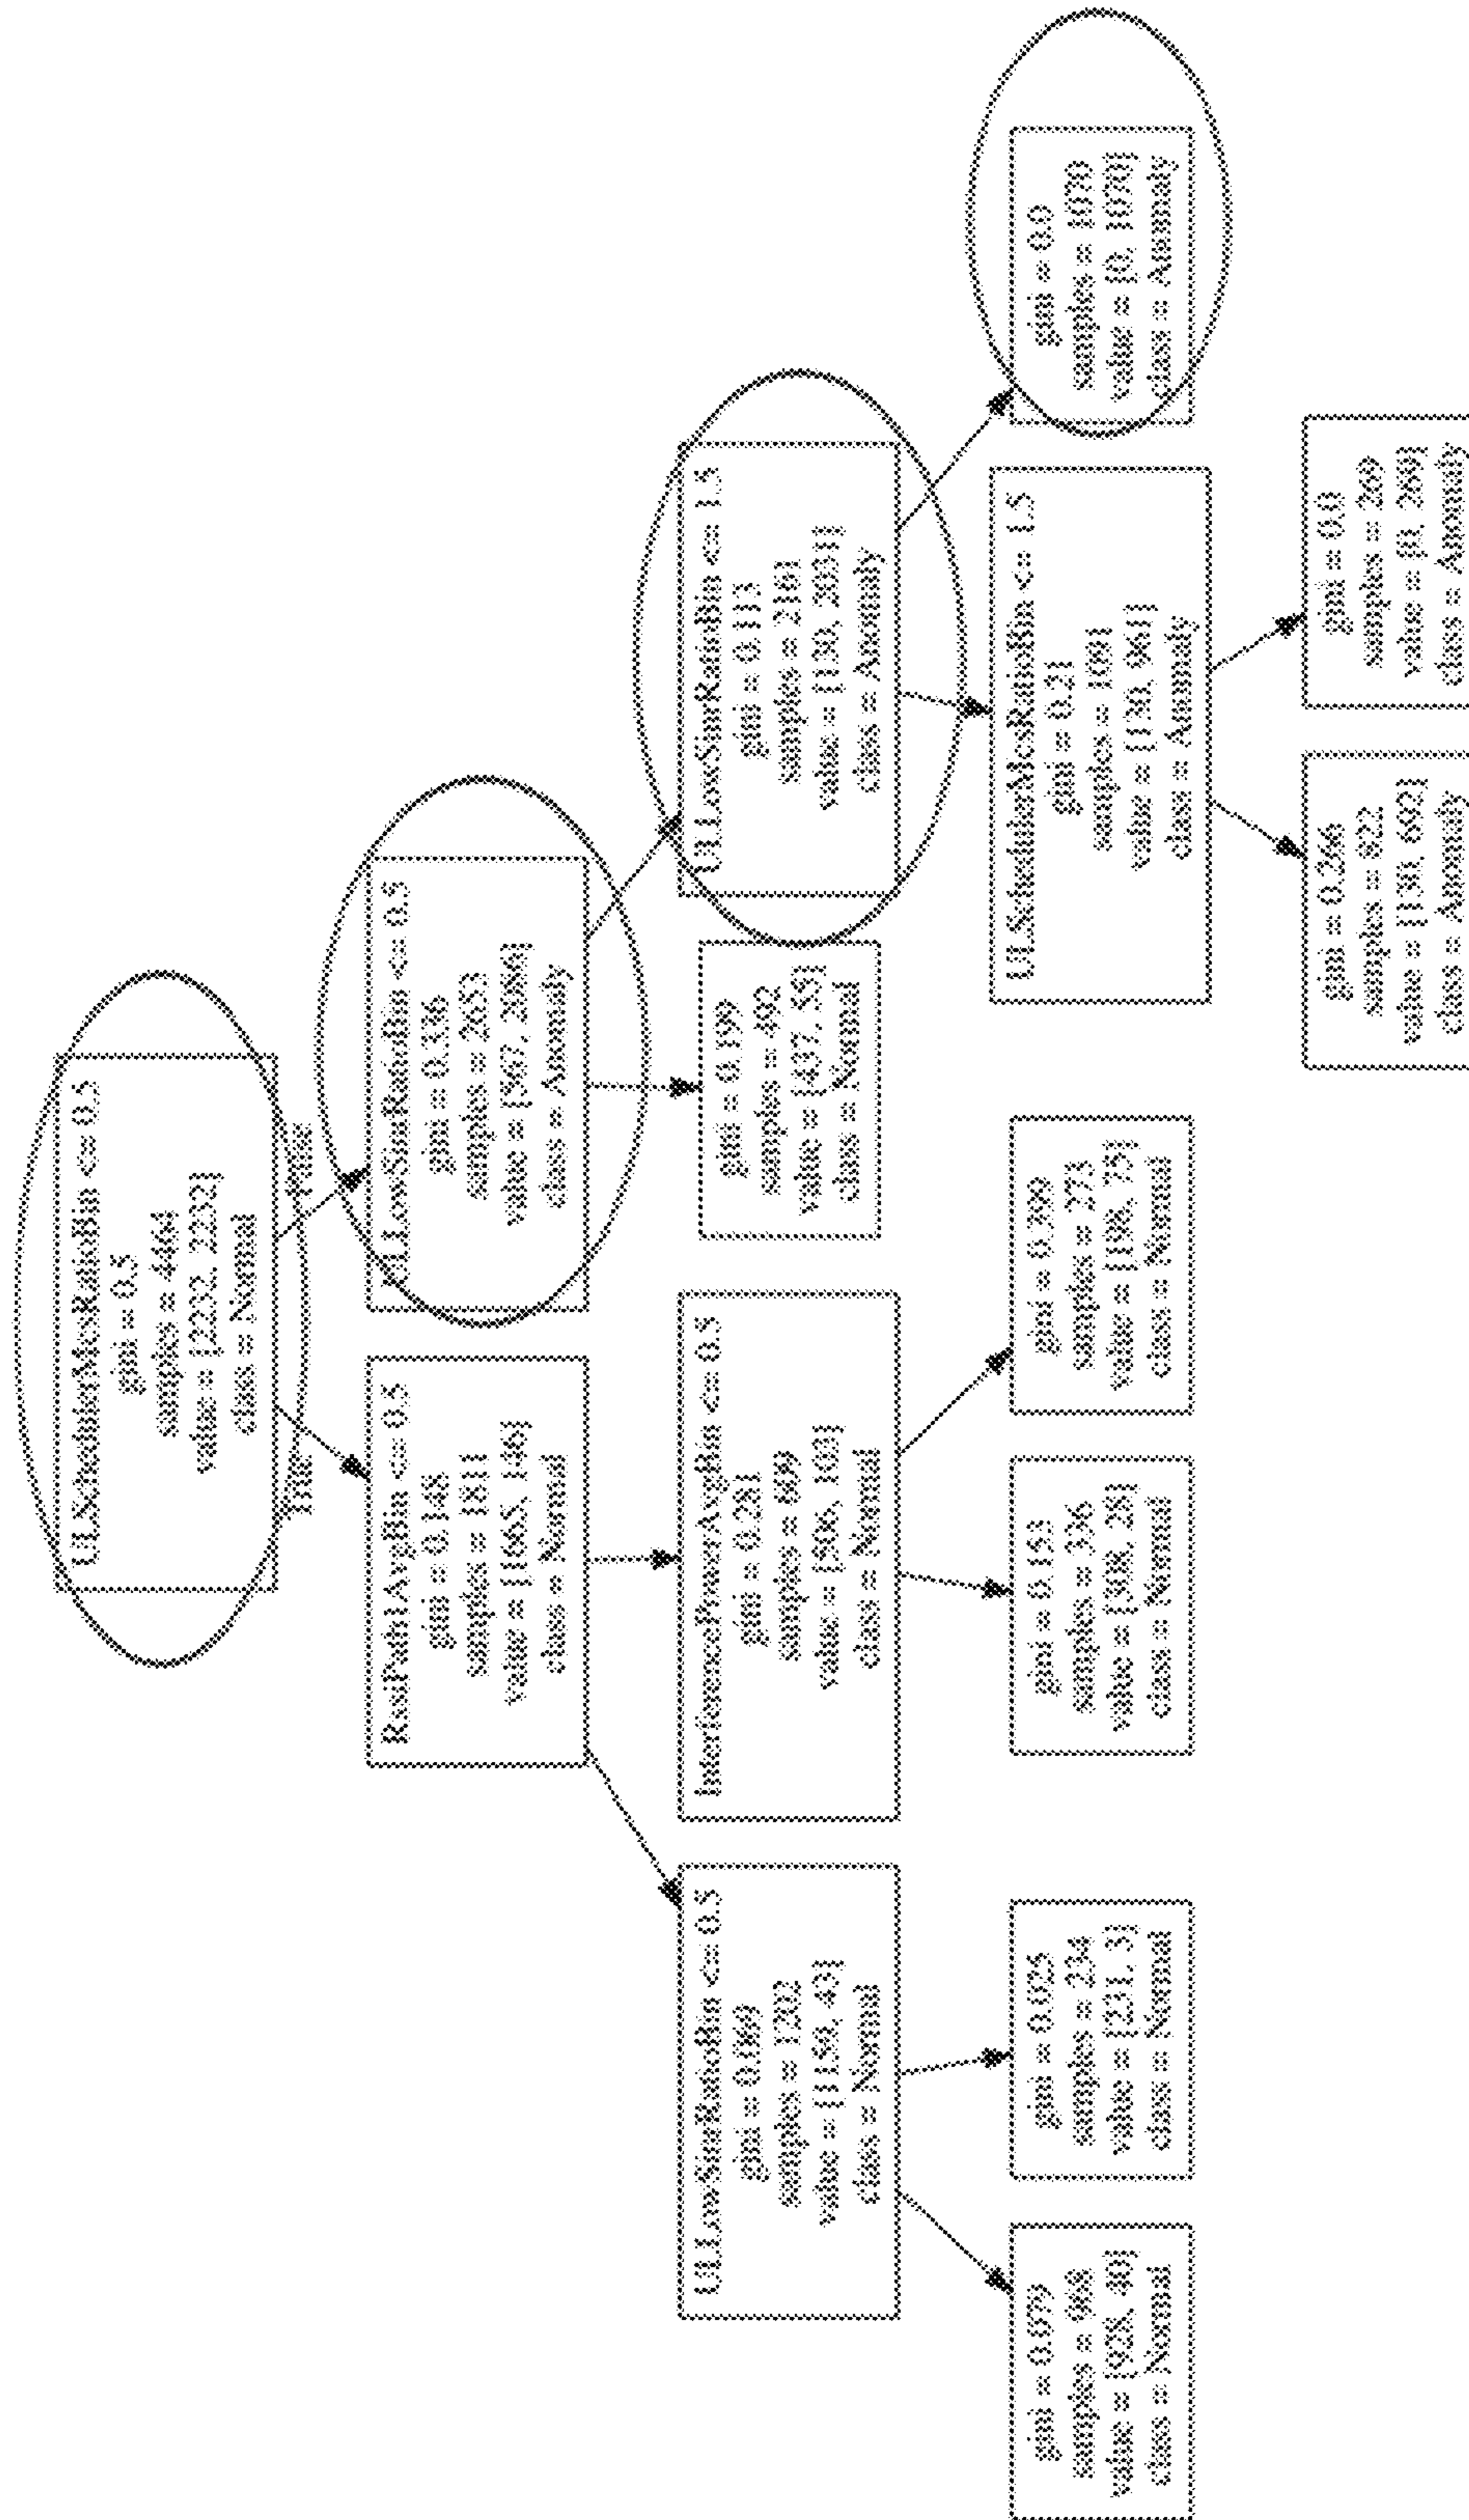 ULSchedulerMcsRatioBin <= 0.5
gini = 0.5
samples = 4464
value = [2232, 2232]
class = Normal
True
False
RssiPath1AvgBin <= 0.5
gini = 0.148
samples = 1811
value = [1665, 146]
class = Normal
ULLowSinrRatioBin <= 0.5
gini = 0.336
samples = 2653
value = [567, 2086]
class = Anomaly
ULLowSinrRatioBin <= 0.5
gini = 0.069
samples = 1202
value = [1159, 43]
class = Normal
InterferencePowerAvgBin <= 0.5
gini = 0.281
samples = 609
value = [506, 103]
class = Normal
gini = 0.199
samples = 492
value = [437, 55]
class = Normal
ULLowSinrRatioBin <= 1.5
gini = 0.113
samples = 2161
value = [130, 2031]
class = Anomaly
gini = 0.079
samples = 968
value = [928, 40]
class = Normal
gini = 0.025
samples = 234
value = [231, 3]
class = Normal
gini = 0.153
samples = 336
value = [308, 28]
class = Normal
gini = 0.399
samples = 273
value = [198, 75]
class = Normal
ULSchedulerMcsRatioBin <= 1.5
gini = 0.21
samples = 1091
value = [130, 961]
class = Anomaly
gini = 0.0
samples = 1070
value = [0, 1070]
class = Anomaly
gini = 0.266
samples = 822
value = [130, 692]
class = Anomaly
gini = 0.0
samples = 269
value = [0, 269]
class = Anomaly